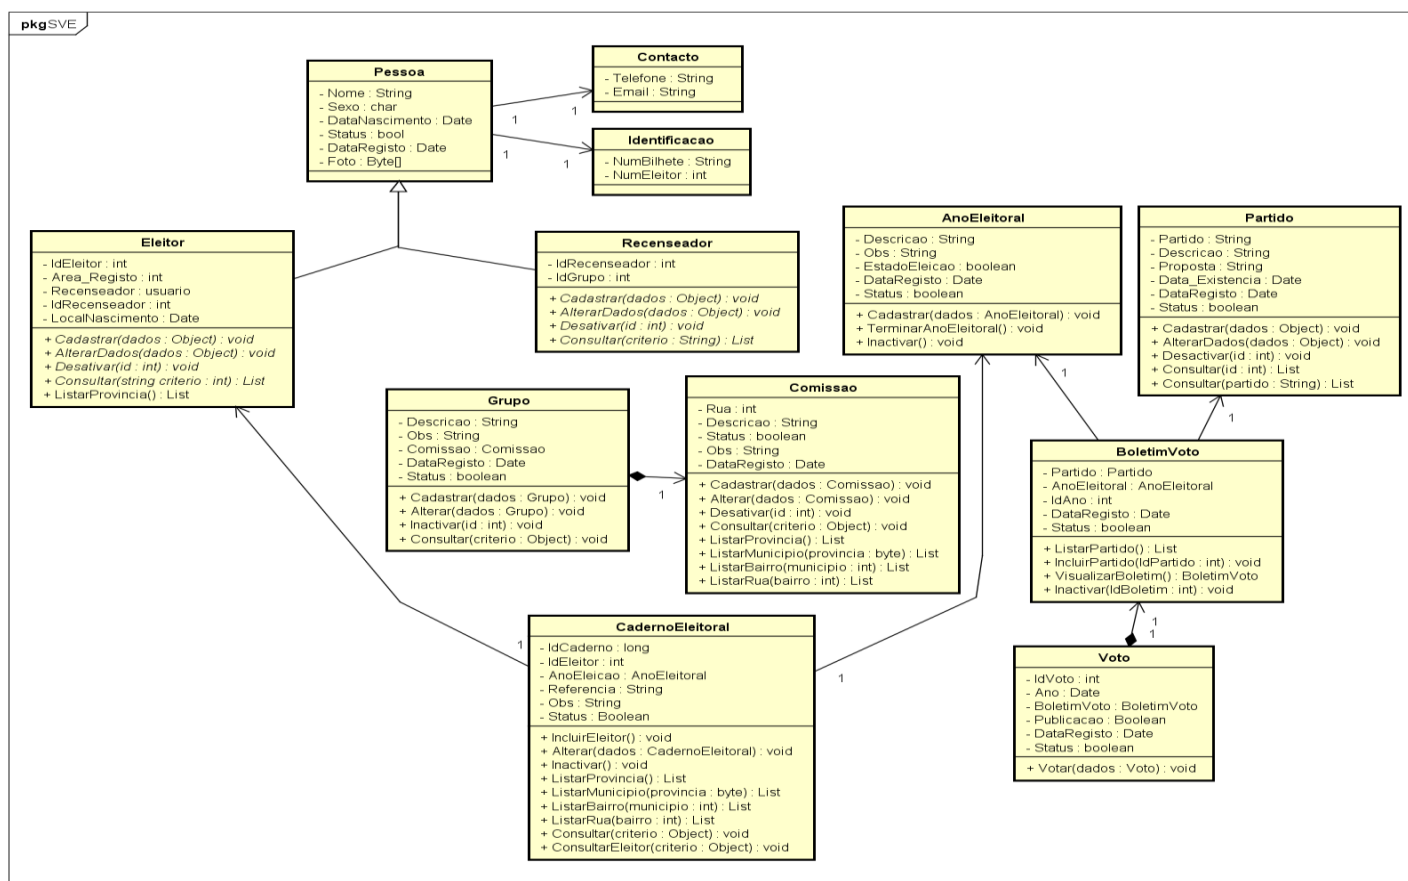 pkg SVE
Pessoa
- Nome : String
- Sexo : char
- DataNascimento : Date
- Status : bool
- DataRegisto : Date
- Foto : Byte[]
Contacto
- Telefone : String
- Email : String
1
1
Identificacao
- NumBilhete : String
- NumEleitor : int
1
1
Eleitor
- IdEleitor : int
- Area_Registo : int
- Recenseador : usuario
- IdRecenseador : int
- LocalNascimento : Date
+ Cadastrar(dados : Object) : void
+ AlterarDados(dados : Object) : void
+ Desativar(id : int) : void
+ Consultar(string criterio : int) : List
+ ListarProvincia() : List
Recenseador
- IdRecenseador : int
- IdGrupo : int
+ Cadastrar(dados : Object) : void
+ AlterarDados(dados : Object) : void
+ Desativar(id : int) : void
+ Consultar(criterio : String) : List
AnoEleitoral
- Descricao : String
- Obs : String
- EstadoEleicao : boolean
- DataRegisto : Date
- Status : boolean
+ Cadastrar(dados : AnoEleitoral) : void
+ TerminarAnoEleitoral() : void
+ Inactivar() : void
Partido
- Partido : String
- Descricao : String
- Proposta : String
- Data_Existencia : Date
- DataRegisto : Date
- Status : boolean
+ Cadastrar(dados : Object) : void
+ AlterarDados(dados : Object) : void
+ Desactivar(id : int) : void
+ Consultar(id : int) : List
+ Consultar(partido : String) : List
1
1
Grupo
- Descricao : String
- Obs : String
- Comissao : Comissao
- DataRegisto : Date
- Status : boolean
+ Cadastrar(dados : Grupo) : void
+ Alterar(dados : Grupo) : void
+ Inactivar(id : int) : void
+ Consultar(criterio : Object) : void
1
Comissao
- Rua : int
- Descricao : String
- Status : boolean
- Obs : String
- DataRegisto : Date
+ Cadastrar(dados : Comissao) : void
+ Alterar(dados : Comissao) : void
+ Desativar(id : int) : void
+ Consultar(criterio : Object) : void
+ ListarProvincia() : List
+ ListarMunicipio(provincia : byte) : List
+ ListarBairro(municipio : int) : List
+ ListarRua(bairro : int) : List
BoletimVoto
- Partido : Partido
- AnoEleitoral : AnoEleitoral
- IdAno : int
- DataRegisto : Date
- Status : boolean
+ ListarPartido() : List
+ IncluirPartido(IdPartido : int) : void
+ VisualizarBoletim() : BoletimVoto
+ Inactivar(IdBoletim : int) : void
1
1
CadernoEleitoral
- IdCaderno : long
- IdEleitor : int
- AnoEleicao : AnoEleitoral
- Referencia : String
- Obs : String
- Status : Boolean
+ IncluirEleitor() : void
+ Alterar(dados : CadernoEleitoral) : void
+ Inactivar() : void
+ ListarProvincia() : List
+ ListarMunicipio(provincia : byte) : List
+ ListarBairro(municipio : int) : List
+ ListarRua(bairro : int) : List
+ Consultar(criterio : Object) : void
+ ConsultarEleitor(criterio : Object) : void
1
1
Voto
- IdVoto : int
- Ano : Date
- BoletimVoto : BoletimVoto
- Publicacao : Boolean
- DataRegisto : Date
- Status : boolean
+ Votar(dados : Voto) : void